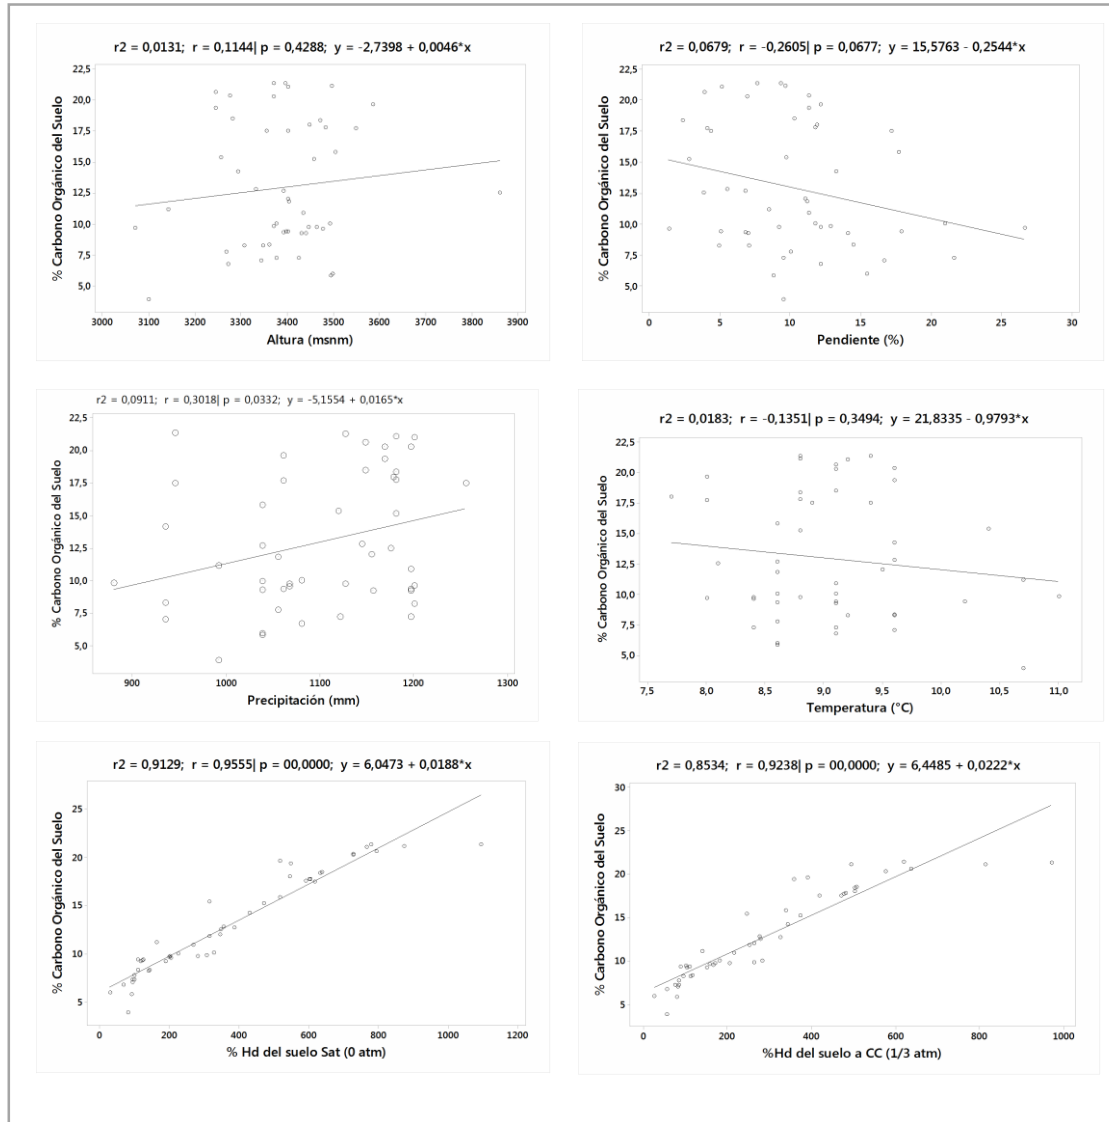 r2 = 0,0131; r = 0,1144| p = 0,4288; y = -2,7398 + 0,0046*x
% Carbono Orgánico del Suelo
22,5
20,0
17,5
15,0
12,5
10,0
7,5
5,0
3000 3100 3200 3300 3400 3500 3600 3700 3800 3900
Altura (msnm)
r2 = 0,0679; r = -0,2605| p = 0,0677; y = 15,5763 - 0,2544*x
% Carbono Orgánico del Suelo
22,5
20,0
17,5
15,0
12,5
10,0
7,5
5,0
0 5 10 15 20 25 30
Pendiente (%)
r2 = 0,0911; r = 0,3018| p = 0,0332; y = -5,1554 + 0,0165*x
% Carbono Orgánico del Suelo
22,5
20,0
17,5
15,0
12,5
10,0
7,5
5,0
900 1000 1100 1200 1300
Precipitación (mm)
r2 = 0,0183; r = -0,1351| p = 0,3494; y = 21,8335 - 0,9793*x
% Carbono Orgánico del Suelo
22,5
20,0
17,5
15,0
12,5
10,0
7,5
5,0
7,5 8,0 8,5 9,0 9,5 10,0 10,5 11,0
Temperatura (°C)
r2 = 0,9129; r = 0,9555| p = 00,0000; y = 6,0473 + 0,0188*x
% Carbono Orgánico del Suelo
25
20
15
10
5
0 200 400 600 800 1000 1200
% Hd del suelo Sat (0 atm)
r2 = 0,8534; r = 0,9238| p = 00,0000; y = 6,4485 + 0,0222*x
% Carbono Orgánico del Suelo
30
25
20
15
10
5
0 200 400 600 800 1000
%Hd del suelo a CC (1/3 atm)